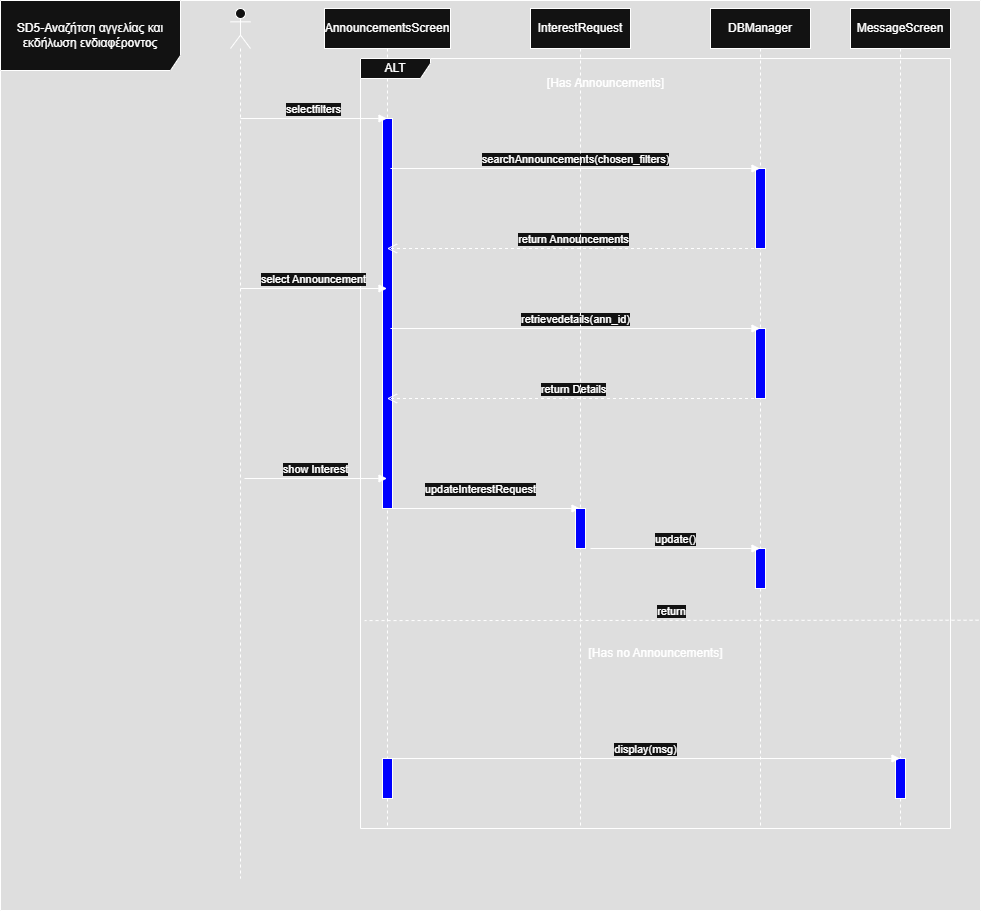 SD5-Αναζήτση αγγελίας και
εκδήλωση ενδιαφέροντος
AnnouncementsScreen
InterestRequest
DBManager
MessageScreen
ALT
[Has Announcements]
selectfilters
searchAnnouncements(chosen_filters)
return Announcements
select Announcement
retrievedetails(ann_id)
return Details
show Interest
updateInterestRequest
update()
return
[Has no Announcements]
display(msg)